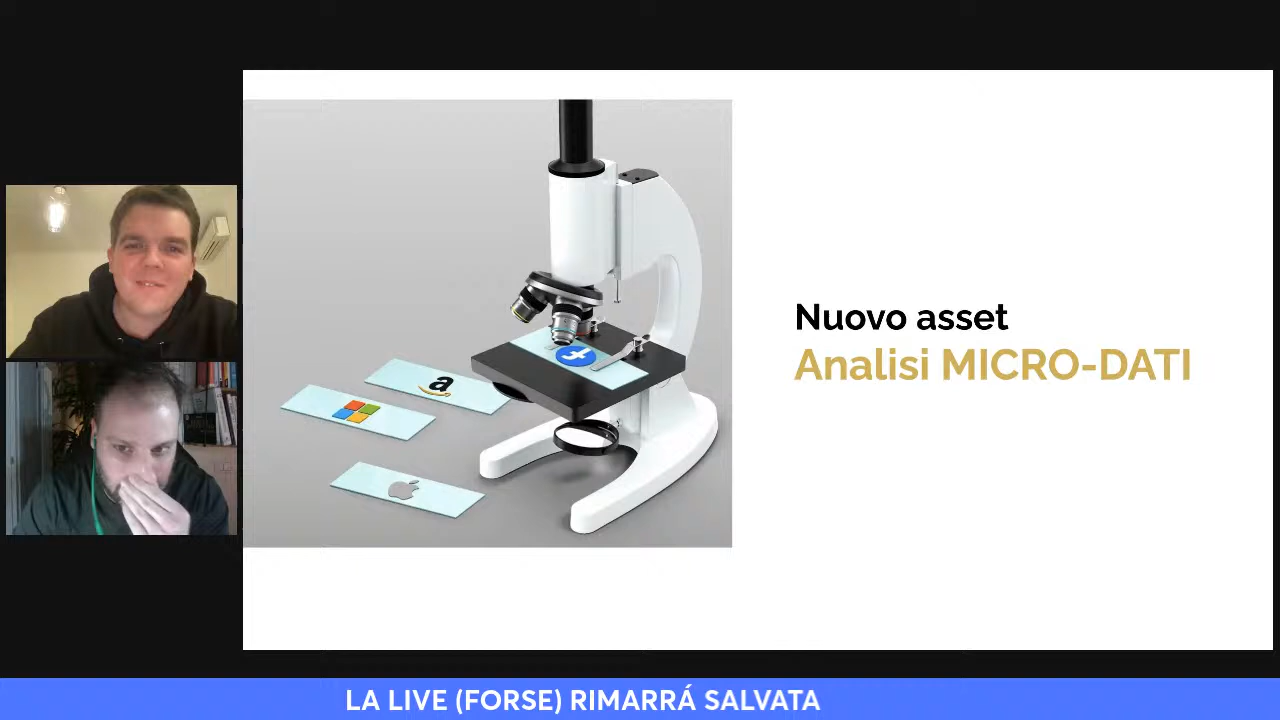 Nuovo asset
Analisi MICRO-DATI
LA LIVE (FORSE) RIMARRÁ SALVATA